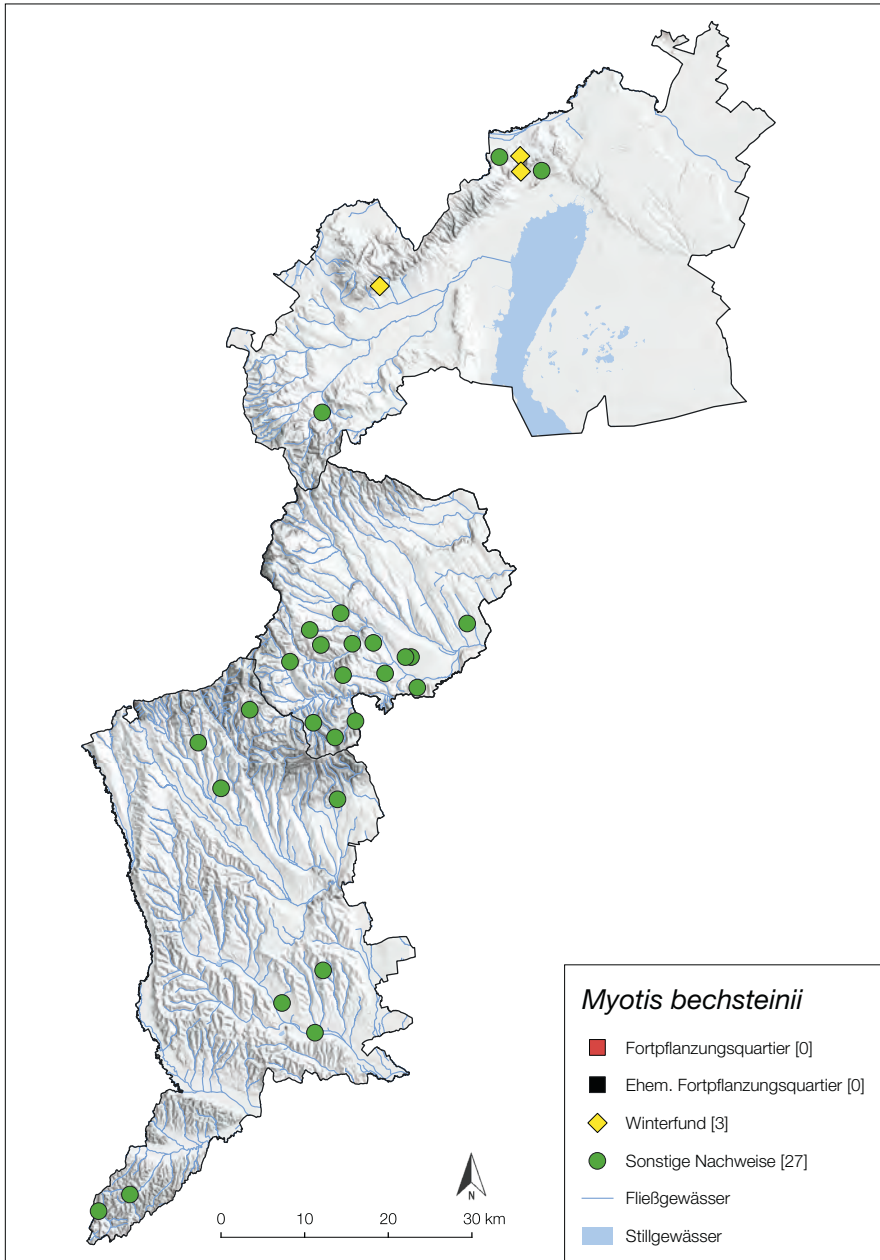 Myotis bechsteinii
Fortpflanzungsquartier [0]
Ehem. Fortpflanzungsquartier [0]
Winterfund [3]
Sonstige Nachweise [27]
Fließgewässer
Stillgewässer
N
0 10 20 30 km